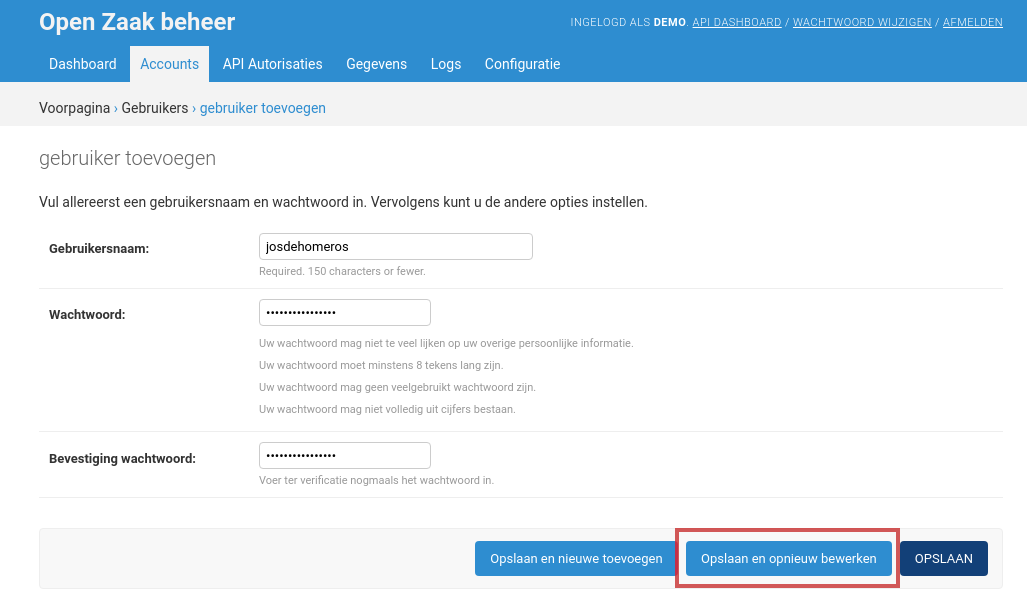 Open Zaak beheer
INGELOGD ALS DEMO. API DASHBOARD / WACHTWOORD WIJZIGEN / AFMELDEN
Dashboard Accounts API Autorisaties Gegevens Logs Configuratie
Voorpagina › Gebruikers › gebruiker toevoegen
gebruiker toevoegen
Vul allereerst een gebruikersnaam en wachtwoord in. Vervolgens kunt u de andere opties instellen.
Gebruikersnaam: josdehomeros
Required. 150 characters or fewer.
Wachtwoord: ••••••••••••••••
Uw wachtwoord mag niet te veel lijken op uw overige persoonlijke informatie.
Uw wachtwoord moet minstens 8 tekens lang zijn.
Uw wachtwoord mag geen veelgebruikt wachtwoord zijn.
Uw wachtwoord mag niet volledig uit cijfers bestaan.
Bevestiging wachtwoord: ••••••••••••••••
Voer ter verificatie nogmaals het wachtwoord in.
Opslaan en nieuwe toevoegen Opslaan en opnieuw bewerken OPSLAAN